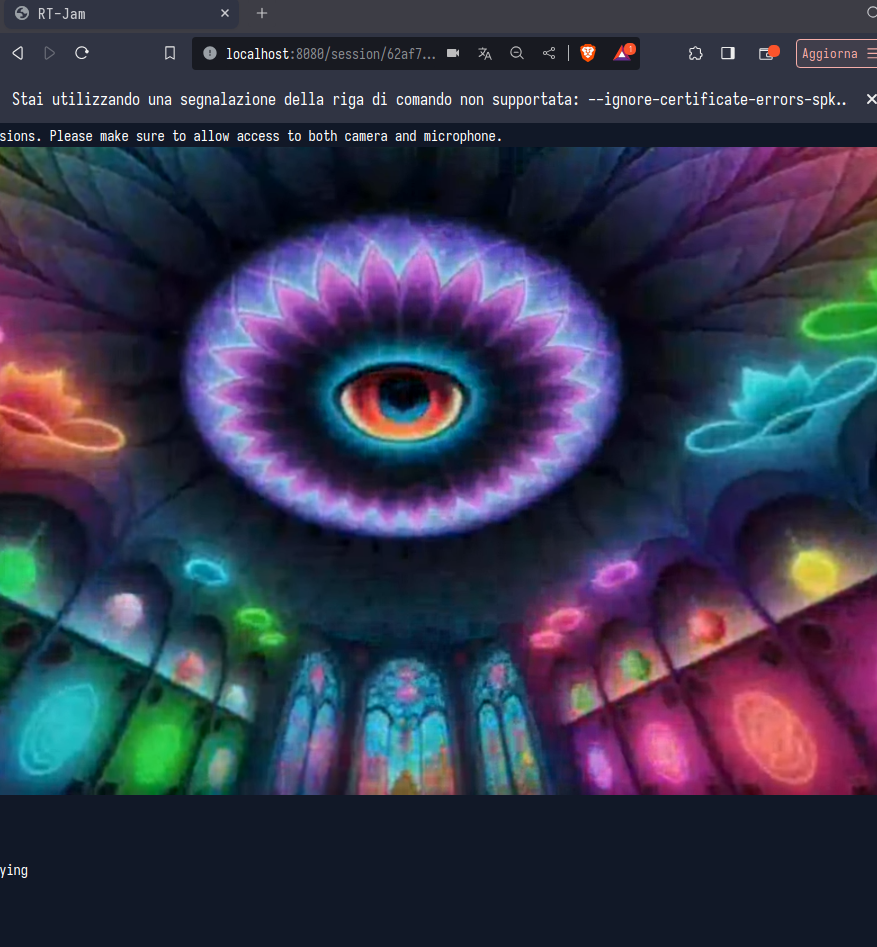 RT-Jam
localhost:8080/session/62af7...
1
Aggiorna
Stai utilizzando una segnalazione della riga di comando non supportata: --ignore-certificate-errors-spk..
sions. Please make sure to allow access to both camera and microphone.
ying